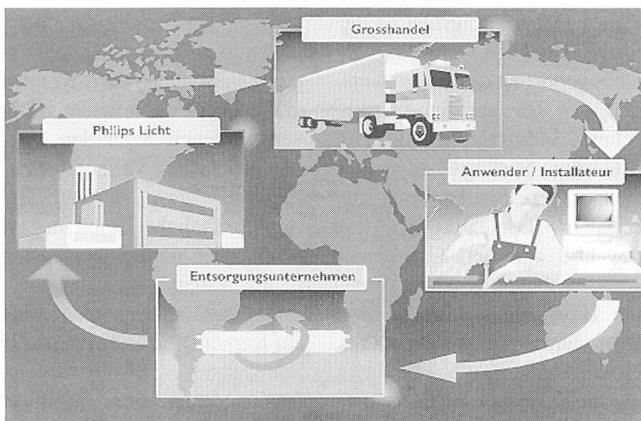 Grosshandel
Philips Licht
Anwender / Installateur
Entsorgungsunternehmen